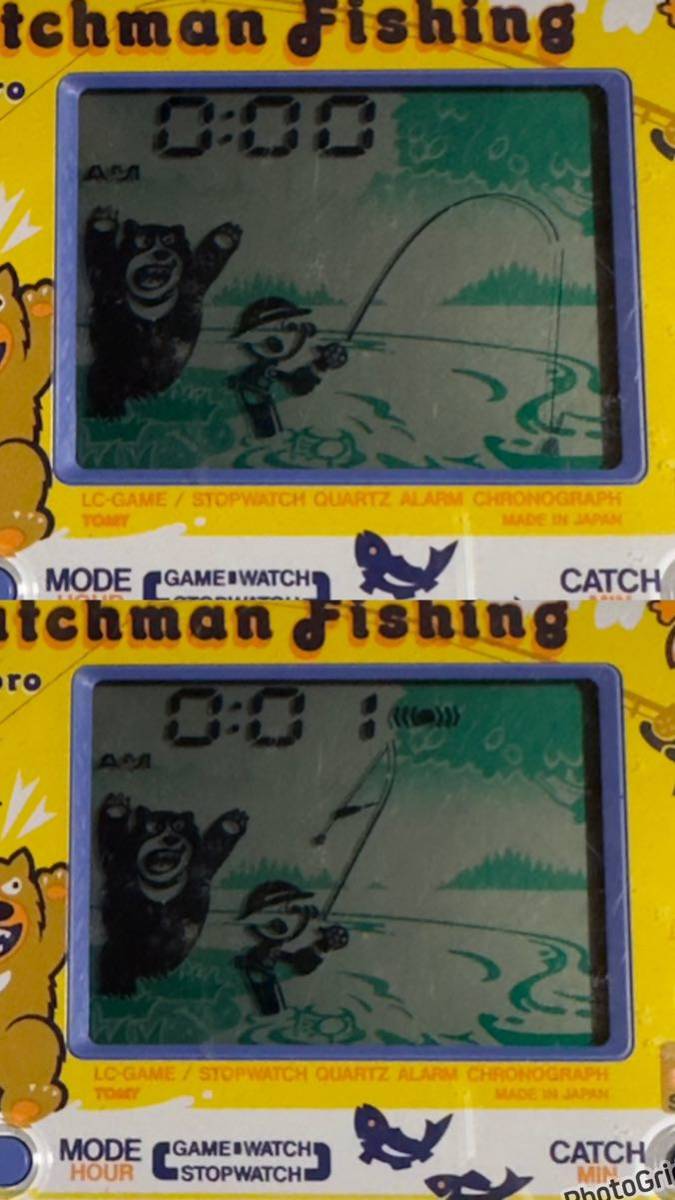 tchman Fishing
ro
0:00
AM
LC-GAME / STOPWATCH QUARTZ ALARM CHRONOGRAPH
TOMY MADE IN JAPAN
MODE GAME WATCH CATCH
tchman Fishing
pro
0:01
AM
LC-GAME / STOPWATCH QUARTZ ALARM CHRONOGRAPH
TOMY MADE IN JAPAN
MODE GAME WATCH CATCH
HOUR STOPWATCH MIN
PhotoGri